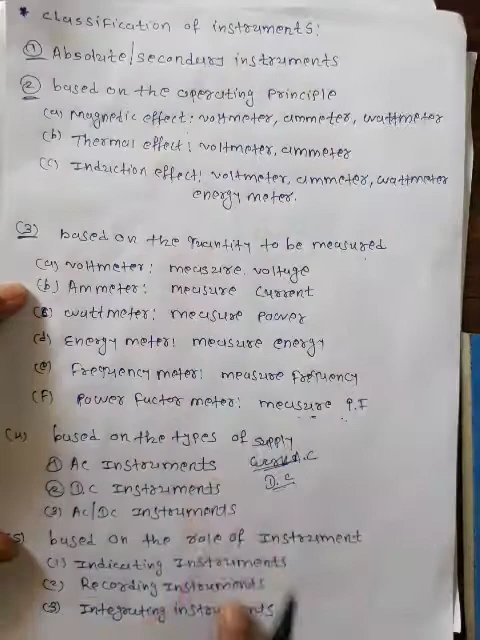 * Classification of instruments:
① Absolute/secondary instruments
② based on the operating principle
(a) Magnetic effect: voltmeter, ammeter, wattmeter
(b) Thermal effect: voltmeter, ammeter
(c) Induction effect: voltmeter, ammeter, wattmeter
energy meter.
(3) based on the quantity to be measured
(a) voltmeter: measure voltage
(b) Ammeter: measure current
(c) wattmeter: measure power
(d) Energy meter: measure energy
(e) Frequency meter: measure frequency
(F) Power factor meter: measure P.F
(4) based on the types of supply
① AC Instruments A.C
② D.C Instruments D.C
(3) AC/DC Instruments
(5) based on the role of Instrument
(1) Indicating Instruments
(2) Recording Instruments
(3) Integrating instruments